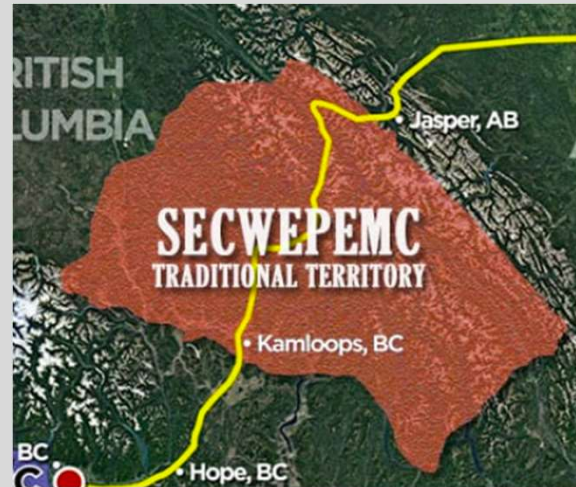 RITISH
LUMBIA
Jasper, AB
SECWEPEMC
TRADITIONAL TERRITORY
Kamloops, BC
BC
C
Hope, BC